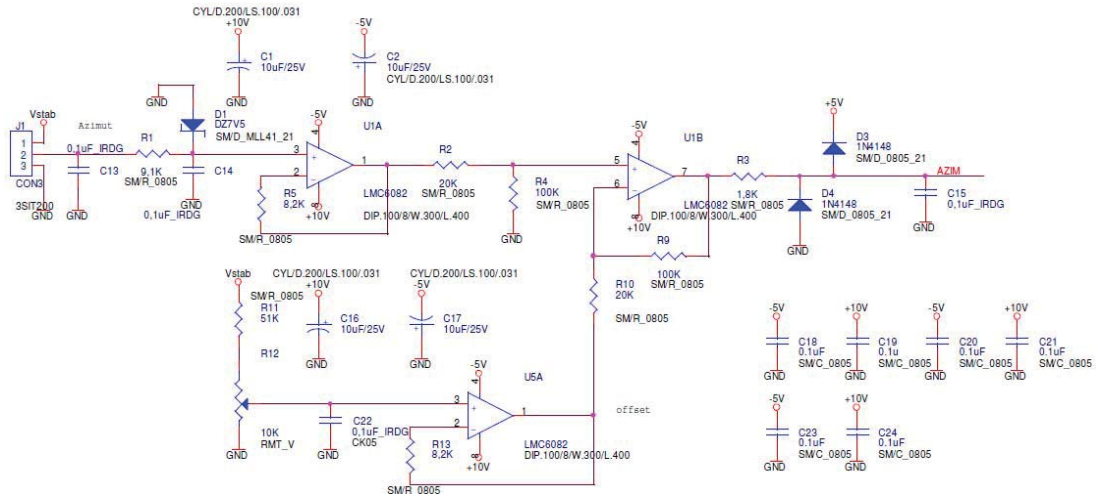 CYL/D.200/LS.100/.031
+10V
C1
10uF/25V
GND
-5V
C2
10uF/25V
CYL/D.200/LS.100/.031
GND
GND
D1
DZ7V5
SM/D_MLL41_21
Vstab
J1
1
2
3
CON3
3SIT200
GND
Azimut
0,1uF_IRDG
C13
GND
R1
9,1K
SM/R_0805
C14
GND
0,1uF_IRDG
-5V
4
U1A
3
+
2
-
1
8
+10V
R5
8,2K
SM/R_0805
LMC6082
DIP.100/8/W.300/L.400
R2
20K
SM/R_0805
R4
100K
SM/R_0805
GND
-5V
4
U1B
5
+
6
-
7
8
+10V
LMC6082
DIP.100/8/W.300/L.400
R3
1,8K
SM/R_0805
R9
100K
SM/R_0805
+5V
D3
1N4148
SM/D_0805_21
D4
1N4148
SM/D_0805_21
GND
AZIM
C15
0,1uF_IRDG
GND
Vstab
SM/R_0805
R11
51K
R12
10K
RMT_V
GND
CYL/D.200/LS.100/.031
+10V
C16
10uF/25V
GND
CYL/D.200/LS.100/.031
-5V
C17
10uF/25V
GND
C22
0,1uF_IRDG
CK05
GND
-5V
4
U5A
3
+
2
-
1
8
+10V
R13
8,2K
SM/R_0805
LMC6082
DIP.100/8/W.300/L.400
offset
R10
20K
SM/R_0805
-5V
C18
0.1uF
SM/C_0805
GND
+10V
C19
0.1u
SM/C_0805
GND
-5V
C20
0.1uF
SM/C_0805
GND
+10V
C21
0.1uF
SM/C_0805
GND
-5V
C23
0.1uF
SM/C_0805
GND
+10V
C24
0.1uF
SM/C_0805
GND